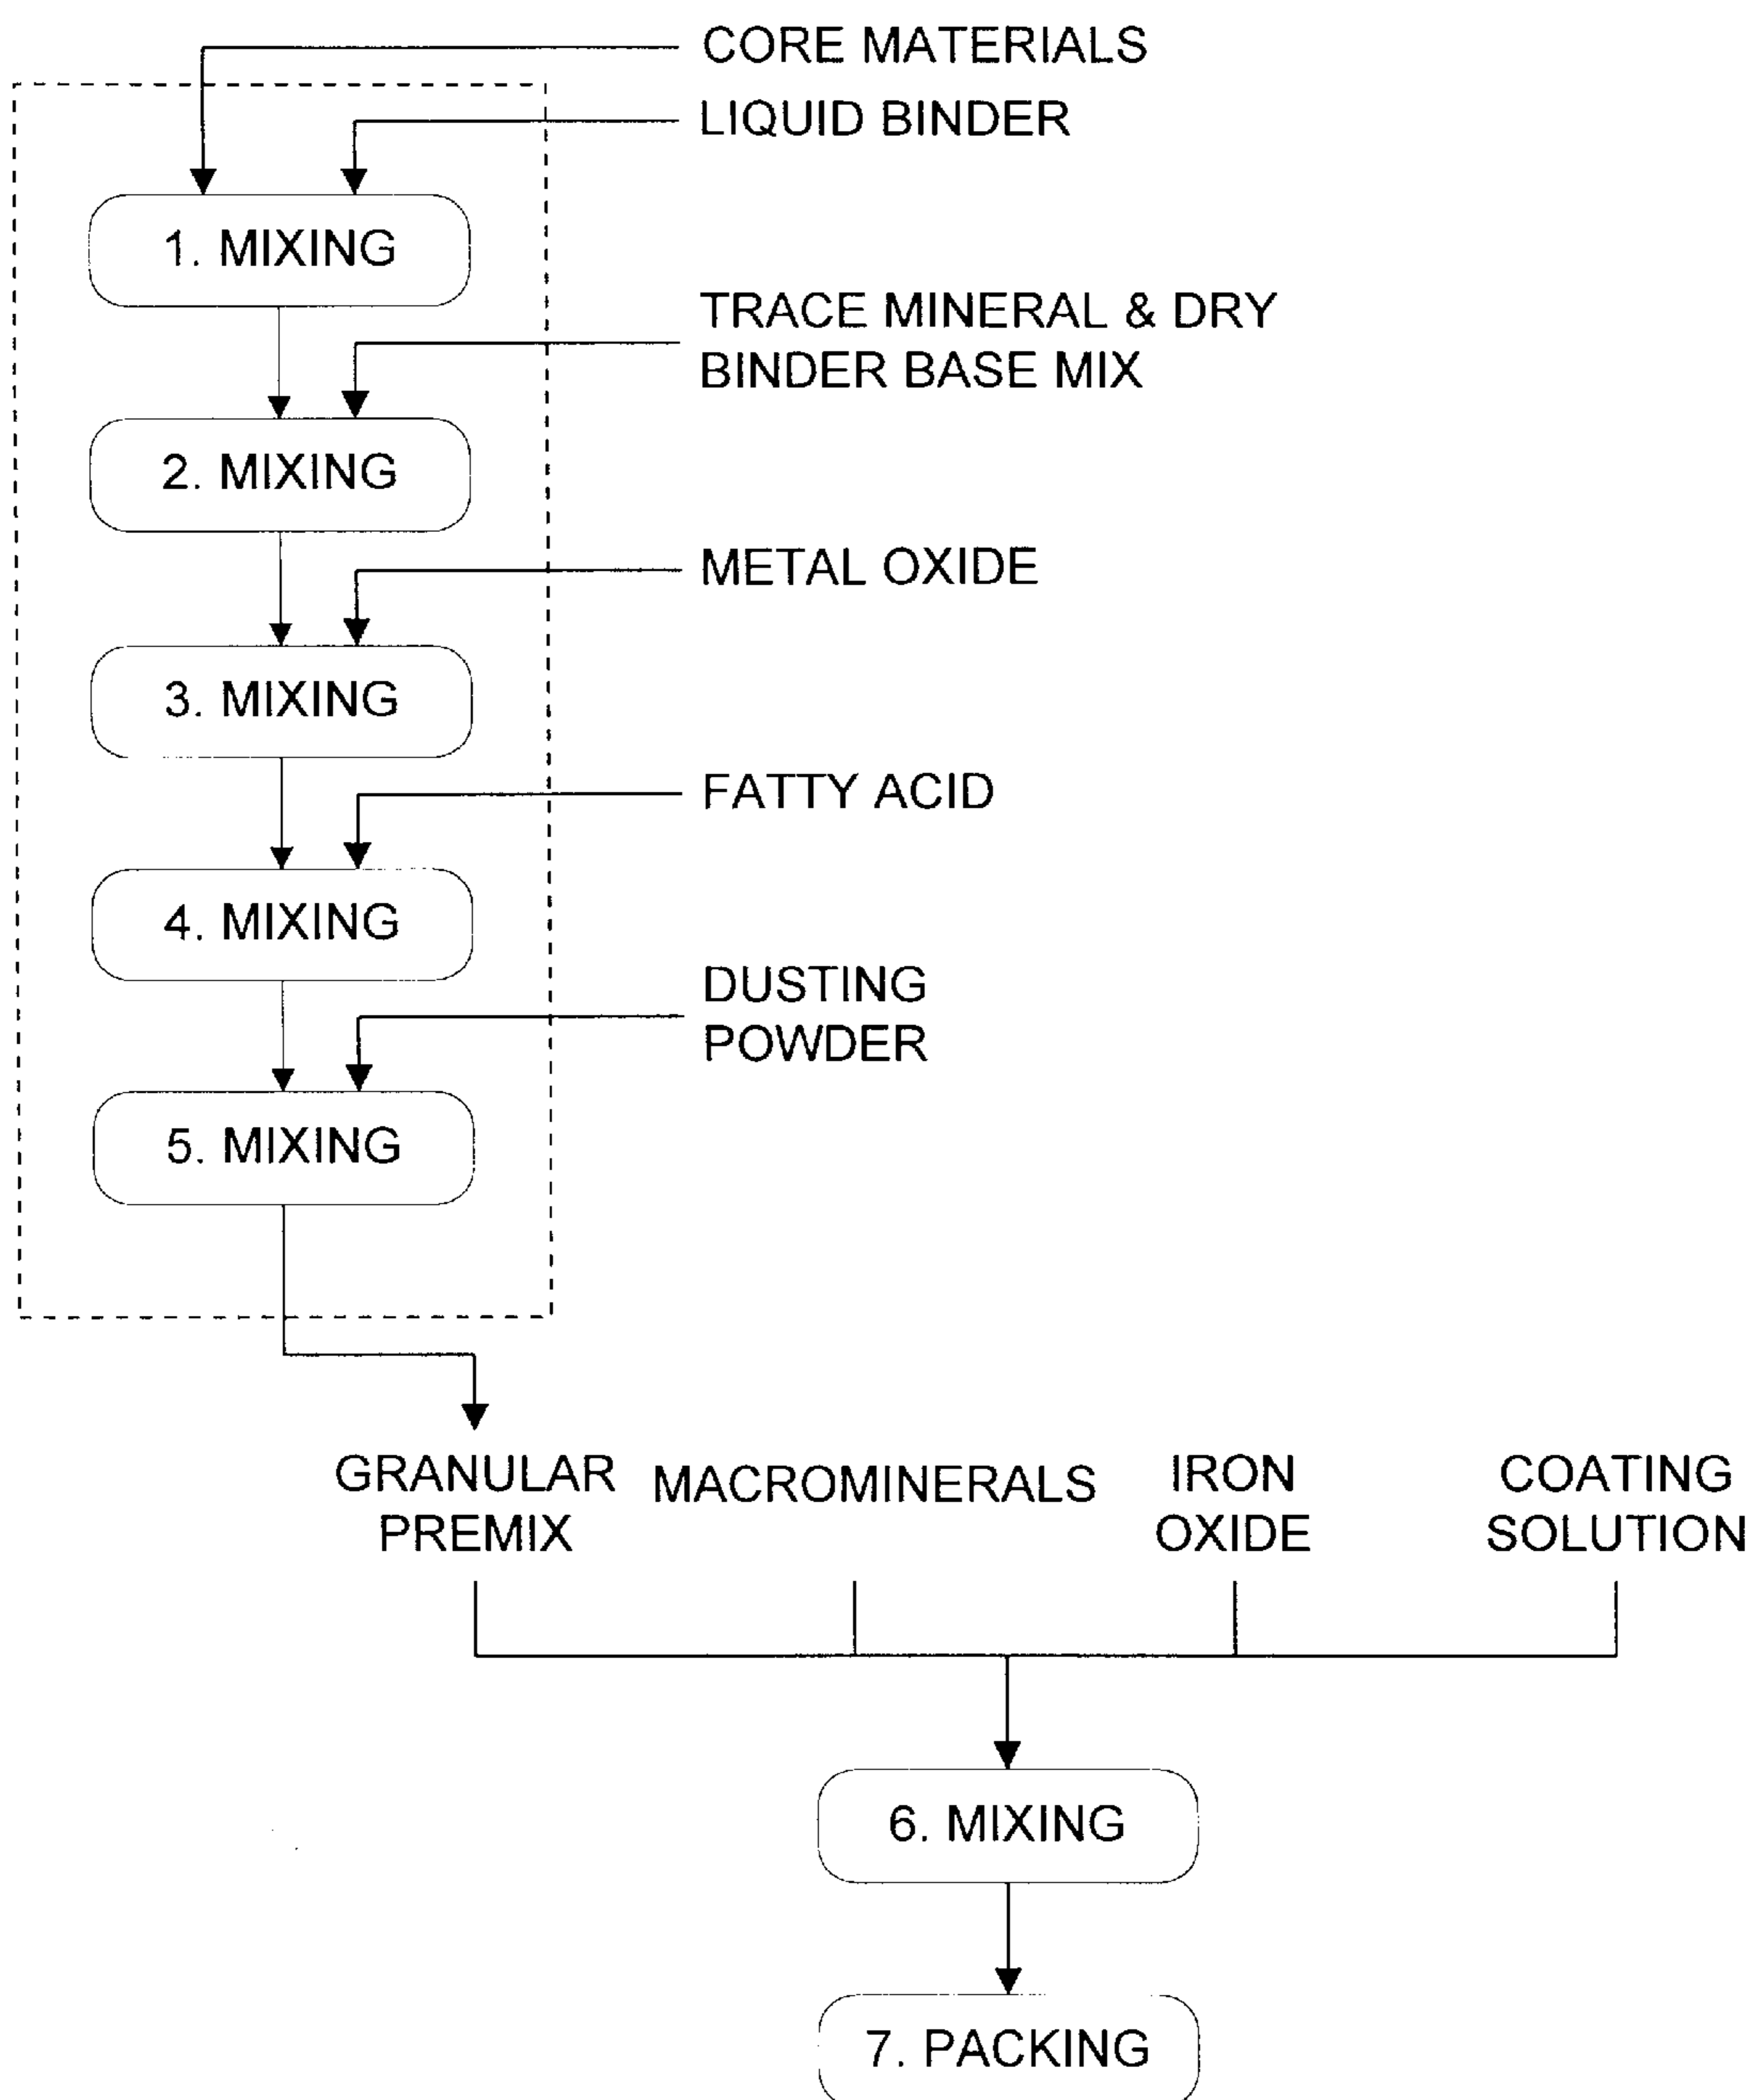 CORE MATERIALS
LIQUID BINDER
1. MIXING
TRACE MINERAL & DRY
BINDER BASE MIX
2. MIXING
METAL OXIDE
3. MIXING
FATTY ACID
4. MIXING
DUSTING
POWDER
5. MIXING
GRANULAR
PREMIX
MACROMINERALS
IRON
OXIDE
COATING
SOLUTION
6. MIXING
7. PACKING